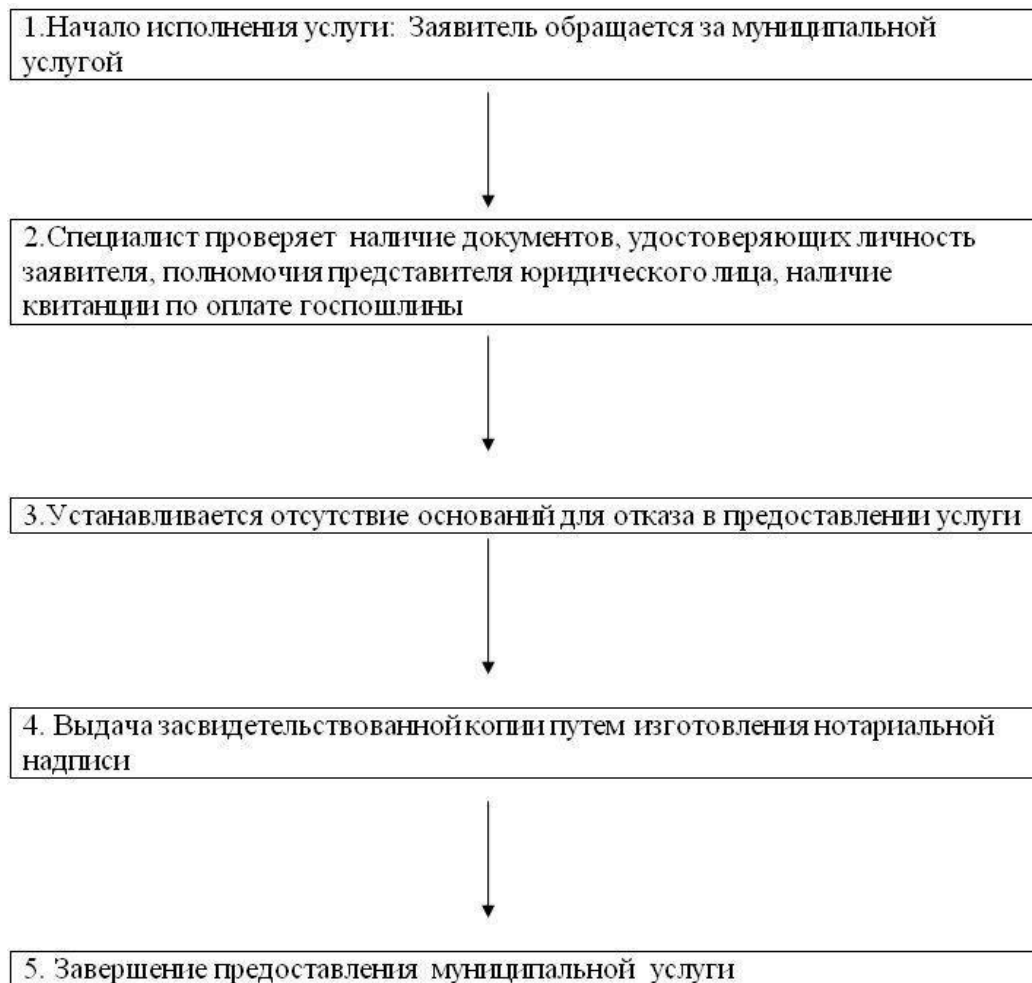 1.Начало исполнения услуги: Заявитель обращается за муниципальной
услугой
2.Специалист проверяет наличие документов, удостоверяющих личность
заявителя, полномочия представителя юридического лица, наличие
квитанции по оплате госпошлины
3.Устанавливается отсутствие оснований для отказа в предоставлении услуги
4. Выдача засвидетельствованной копии путем изготовления нотариальной
надписи
5. Завершение предоставления муниципальной услуги